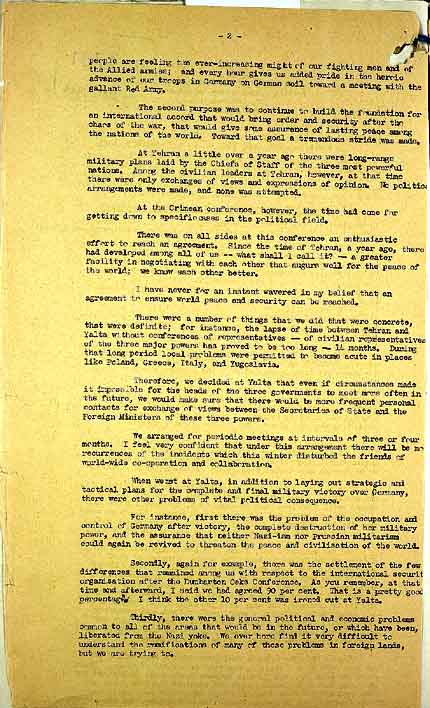 - 2 -
people are feeling the ever-increasing might of our fighting men and of
the Allied armies; and every hour gives us added pride in the heroic
advance of our troops in Germany on German soil toward a meeting with the
gallant Red Army.
The second purpose was to continue to build the foundation for
an international accord that would bring order and security after the
chaos of the war, that would give some assurance of lasting peace among
the nations of the world. Toward that goal a tremendous stride was made.
At Tehran a little over a year ago there were long-range
military plans laid by the Chiefs of Staff of the three most powerful
nations. Among the civilian leaders at Tehran, however, at that time
there were only exchanges of views and expressions of opinion. No politic
arrangements were made, and none was attempted.
At the Crimean conference, however, the time had come for
getting down to specific cases in the political field.
There was on all sides at this conference an enthusiastic
effort to reach an agreement. Since the time of Tehran, a year ago, there
had developed among all of us -- what shall I call it? -- a greater
facility in negotiating with each other that augurs well for the peace of
the world; we know each other better.
I have never for an instant wavered in my belief that an
agreement to ensure world peace and security can be reached.
There were a number of things that we did that were concrete,
that were definite; for instance, the lapse of time between Tehran and
Yalta without conferences of representatives -- of civilian representatives
of the three major powers has proved to be too long -- 14 months. During
that long period local problems were permitted to become acute in places
like Poland, Greece, Italy, and Yugoslavia.
Therefore, we decided at Yalta that even if circumstances made
it impossible for the heads of the three governments to meet more often in
the future, we would make sure that there would be more frequent personal
contacts for exchange of views between the Secretaries of State and the
Foreign Ministers of these three powers.
We arranged for periodic meetings at intervals of three or four
months. I feel very confident that under this arrangement there will be no
recurrences of the incidents which this winter disturbed the friends of
world-wide co-operation and collaboration.
When we met at Yalta, in addition to laying out strategic and
tactical plans for the complete and final military victory over Germany,
there were other problems of vital political consequence.
For instance, first there was the problem of the occupation and
control of Germany after victory, the complete destruction of her military
power, and the assurance that neither Nazi-ism nor Prussian militarism
could again be revived to threaten the peace and civilisation of the world.
Secondly, again for example, there was the settlement of the few
differences that remained among us with respect to the international securit
organisation after the Dumbarton Oaks Conference. As you remember, at that
time and afterward, I said we had agreed 90 per cent. That is a pretty good
percentage. I think the other 10 per cent was ironed out at Yalta.
Thirdly, there were the general political and economic problems
common to all of the areas that would be in the future, or which have been,
liberated from the Nazi yoke. We over here find it very difficult to
understand the ramifications of many of these problems in foreign lands,
but we are trying to.